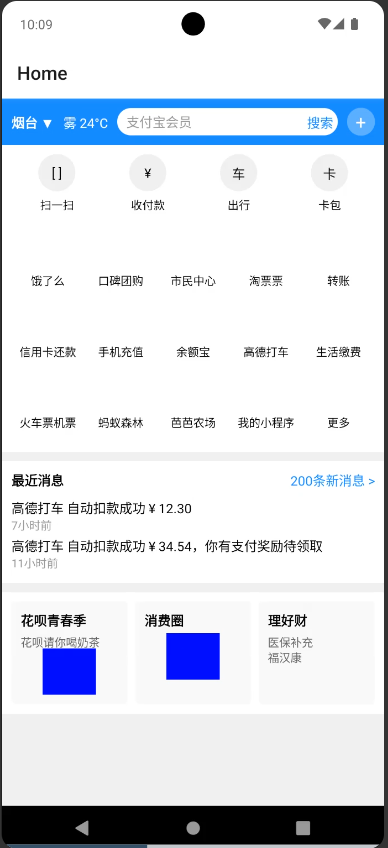 10:09
Home
烟台 ▼ 雾 24°C 支付宝会员 搜索 +
[ ] ¥ 车 卡
扫一扫 收付款 出行 卡包
饿了么 口碑团购 市民中心 淘票票 转账
信用卡还款 手机充值 余额宝 高德打车 生活缴费
火车票机票 蚂蚁森林 芭芭农场 我的小程序 更多
最近消息 200条新消息 >
高德打车 自动扣款成功 ¥ 12.30
7小时前
高德打车 自动扣款成功 ¥ 34.54，你有支付奖励待领取
11小时前
花呗青春季 消费圈 理好财
花呗请你喝奶茶 医保补充
福汉康